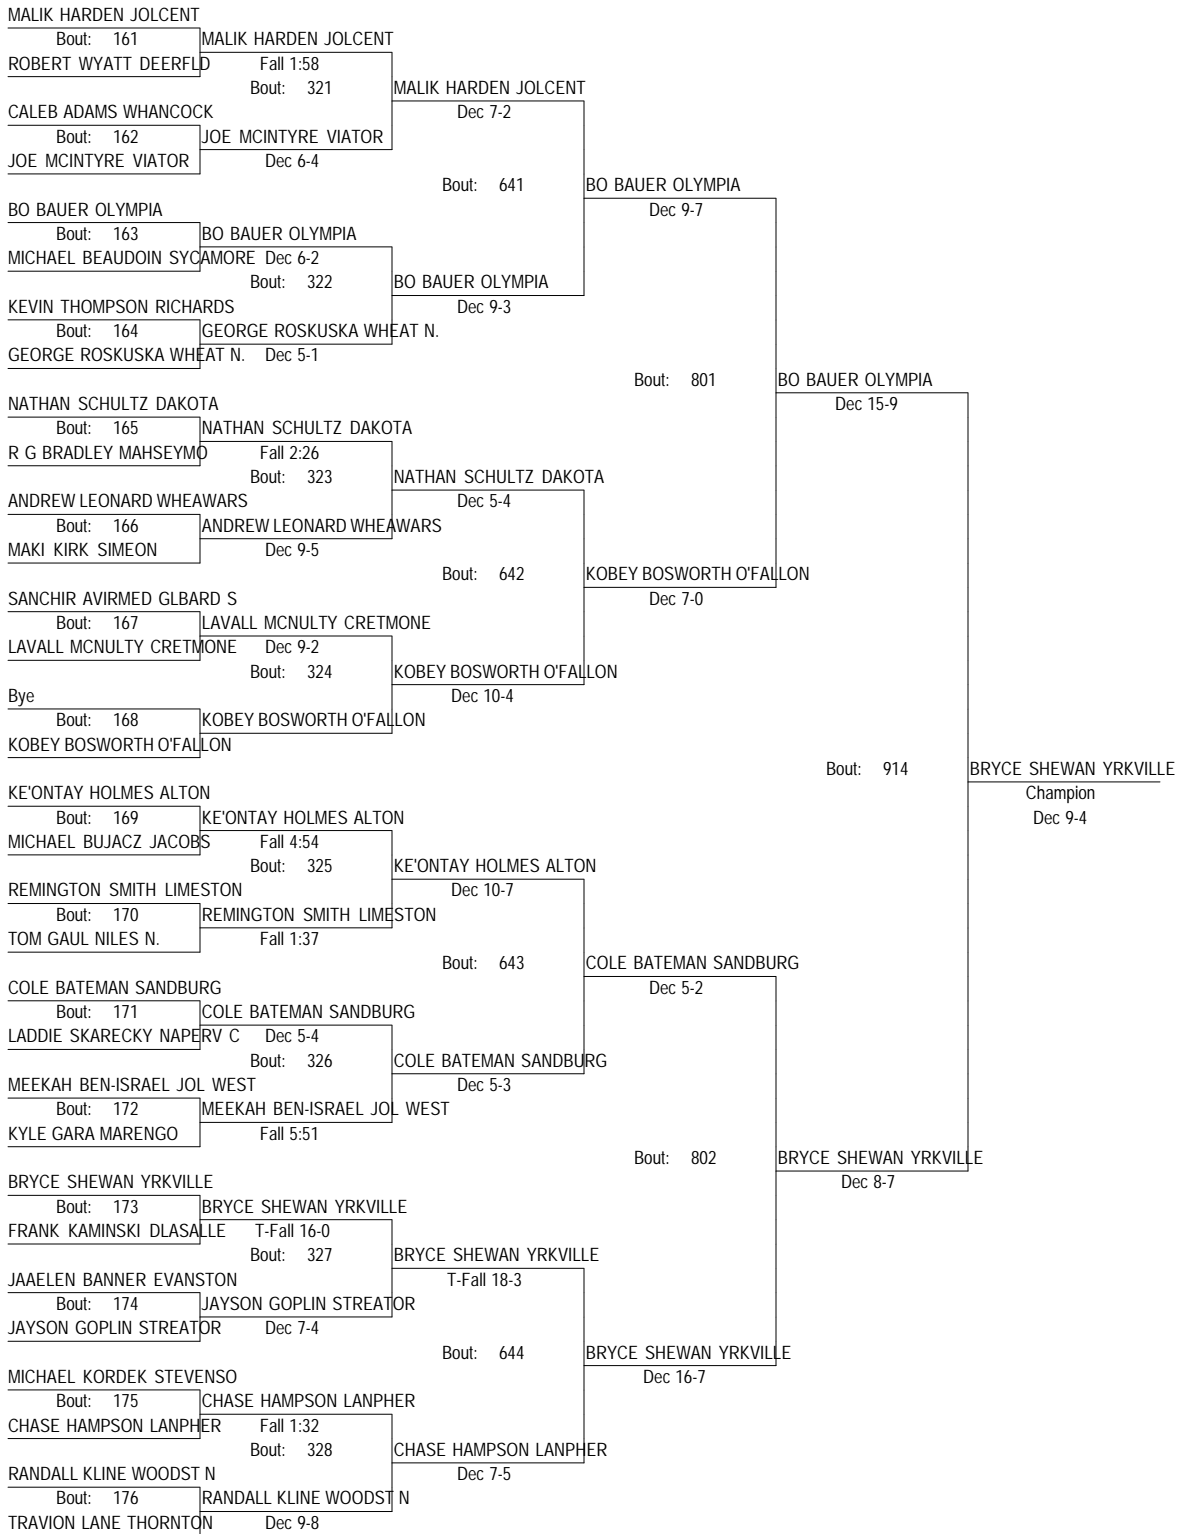 MALIK HARDEN JOLCENT
Bout: 161 MALIK HARDEN JOLCENT
ROBERT WYATT DEERFLD Fall 1:58
Bout: 321 MALIK HARDEN JOLCENT
CALEB ADAMS WHANCOCK Dec 7-2
Bout: 162 JOE MCINTYRE VIATOR
JOE MCINTYRE VIATOR Dec 6-4
Bout: 641 BO BAUER OLYMPIA
BO BAUER OLYMPIA Dec 9-7
Bout: 163 BO BAUER OLYMPIA
MICHAEL BEAUDOIN SYCAMORE Dec 6-2
Bout: 322 BO BAUER OLYMPIA
KEVIN THOMPSON RICHARDS Dec 9-3
Bout: 164 GEORGE ROSKUSKA WHEAT N.
GEORGE ROSKUSKA WHEAT N. Dec 5-1
Bout: 801 BO BAUER OLYMPIA
NATHAN SCHULTZ DAKOTA Dec 15-9
Bout: 165 NATHAN SCHULTZ DAKOTA
R G BRADLEY MAHSEYMO Fall 2:26
Bout: 323 NATHAN SCHULTZ DAKOTA
ANDREW LEONARD WHEAWARS Dec 5-4
Bout: 166 ANDREW LEONARD WHEAWARS
MAKI KIRK SIMEON Dec 9-5
Bout: 642 KOBEY BOSWORTH O'FALLON
SANCHIR AVIRMED GLBARD S Dec 7-0
Bout: 167 LAVALL MCNULTY CRETMONE
LAVALL MCNULTY CRETMONE Dec 9-2
Bout: 324 KOBEY BOSWORTH O'FALLON
Bye Dec 10-4
Bout: 168 KOBEY BOSWORTH O'FALLON
KOBEY BOSWORTH O'FALLON
Bout: 914 BRYCE SHEWAN YRKVILLE
KE'ONTAY HOLMES ALTON Champion
Bout: 169 KE'ONTAY HOLMES ALTON Dec 9-4
MICHAEL BUJACZ JACOBS Fall 4:54
Bout: 325 KE'ONTAY HOLMES ALTON
REMINGTON SMITH LIMESTON Dec 10-7
Bout: 170 REMINGTON SMITH LIMESTON
TOM GAUL NILES N. Fall 1:37
Bout: 643 COLE BATEMAN SANDBURG
COLE BATEMAN SANDBURG Dec 5-2
Bout: 171 COLE BATEMAN SANDBURG
LADDIE SKARECKY NAPERV C Dec 5-4
Bout: 326 COLE BATEMAN SANDBURG
MEEKAH BEN-ISRAEL JOL WEST Dec 5-3
Bout: 172 MEEKAH BEN-ISRAEL JOL WEST
KYLE GARA MARENGO Fall 5:51
Bout: 802 BRYCE SHEWAN YRKVILLE
BRYCE SHEWAN YRKVILLE Dec 8-7
Bout: 173 BRYCE SHEWAN YRKVILLE
FRANK KAMINSKI DLASALLE T-Fall 16-0
Bout: 327 BRYCE SHEWAN YRKVILLE
JAAELEN BANNER EVANSTON T-Fall 18-3
Bout: 174 JAYSON GOPLIN STREATOR
JAYSON GOPLIN STREATOR Dec 7-4
Bout: 644 BRYCE SHEWAN YRKVILLE
MICHAEL KORDEK STEVENSO Dec 16-7
Bout: 175 CHASE HAMPSON LANPHER
CHASE HAMPSON LANPHER Fall 1:32
Bout: 328 CHASE HAMPSON LANPHER
RANDALL KLINE WOODST N Dec 7-5
Bout: 176 RANDALL KLINE WOODST N
TRAVION LANE THORNTON Dec 9-8